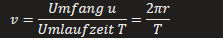 v = Umfang u / Umlaufzeit T = 2πr / T